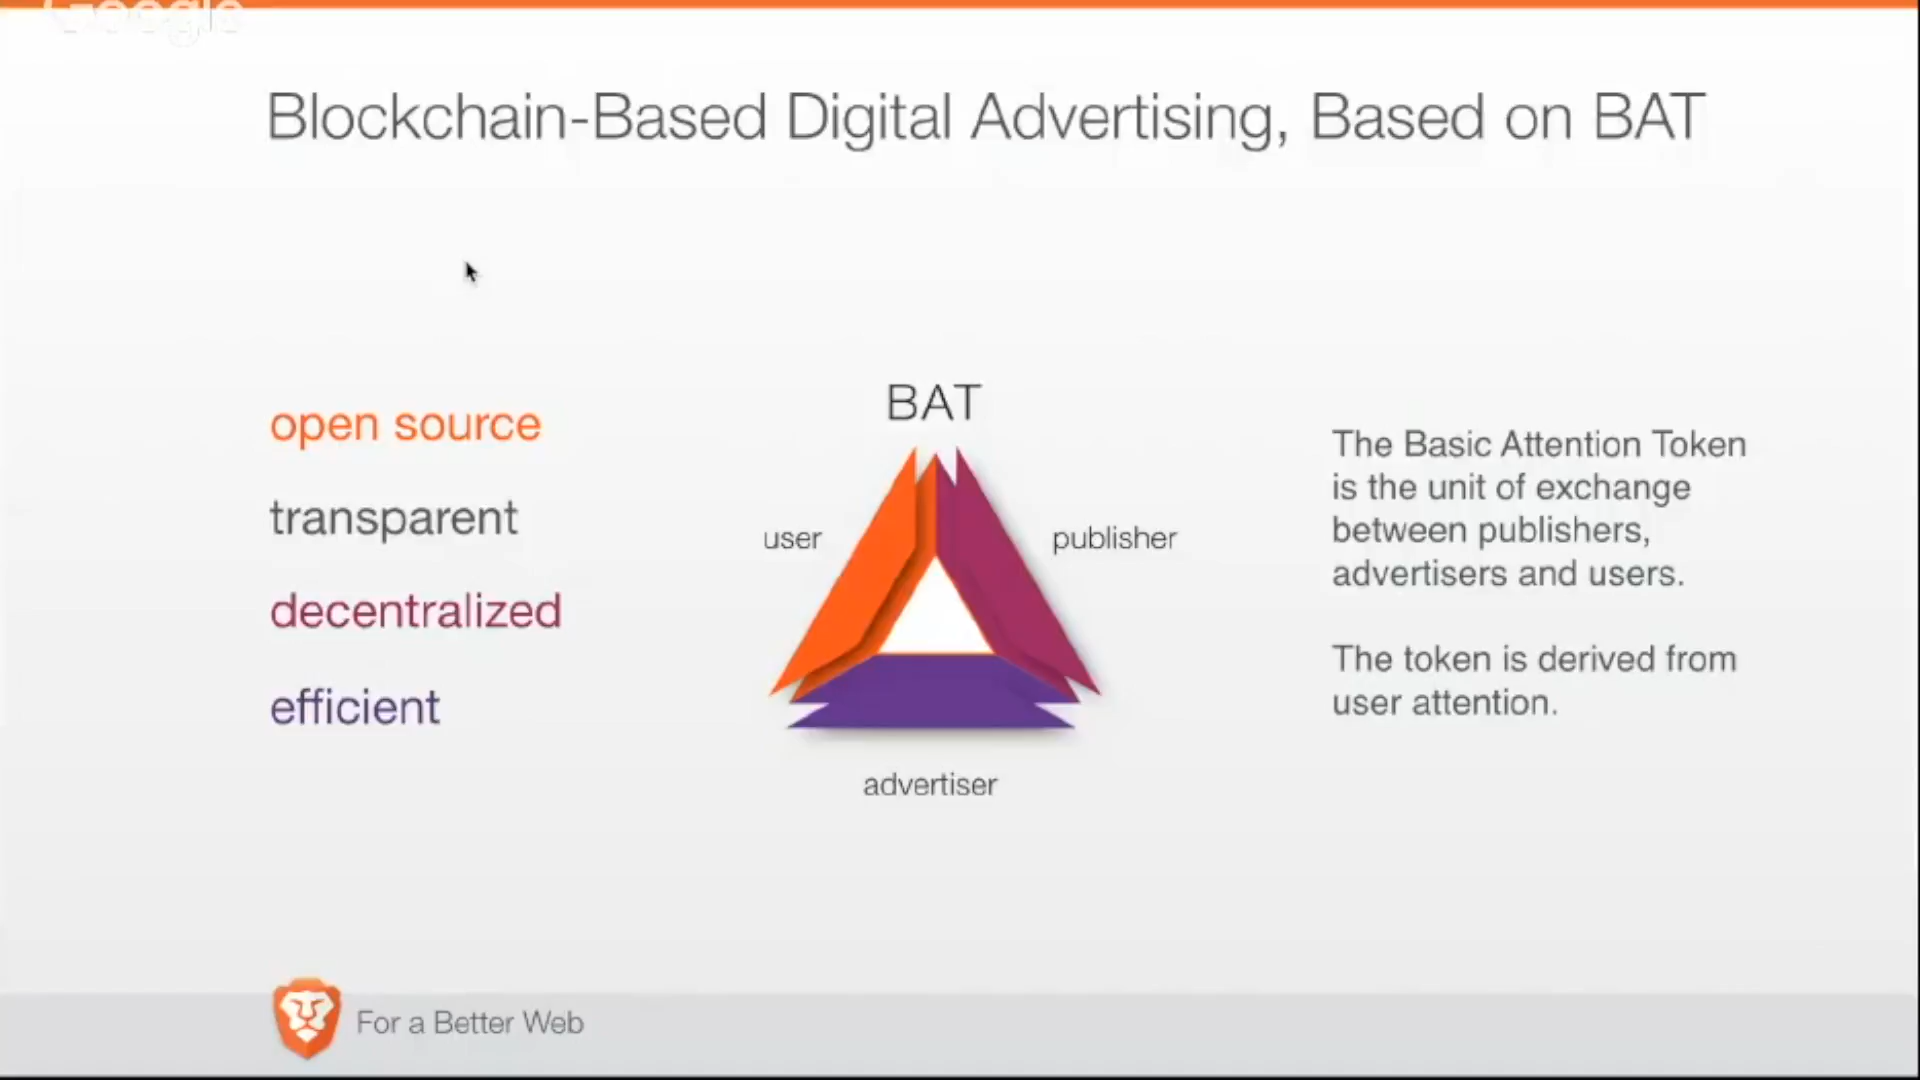 Google
Blockchain-Based Digital Advertising, Based on BAT
open source
transparent
decentralized
efficient
BAT
user
publisher
advertiser
The Basic Attention Token
is the unit of exchange
between publishers,
advertisers and users.
The token is derived from
user attention.
For a Better Web